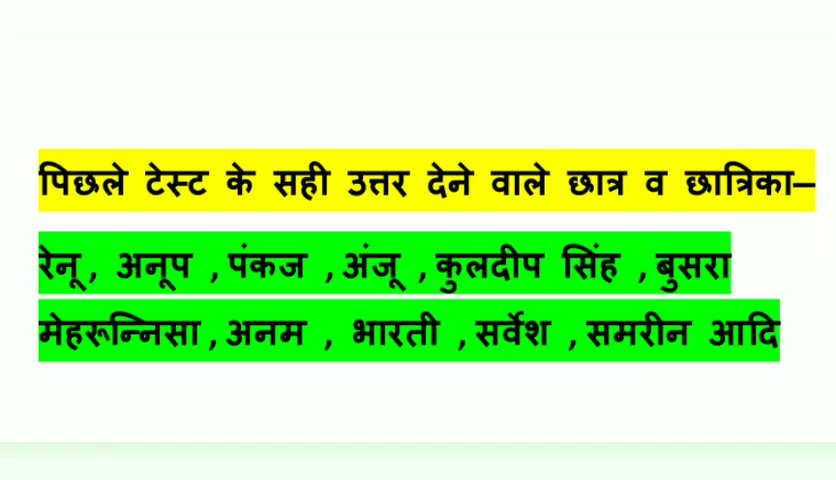 पिछले टेस्ट के सही उत्तर देने वाले छात्र व छात्रिका–
रेनू, अनूप ,पंकज ,अंजू ,कुलदीप सिंह ,बुसरा
मेहरून्निसा,अनम , भारती ,सर्वेश ,समरीन आदि